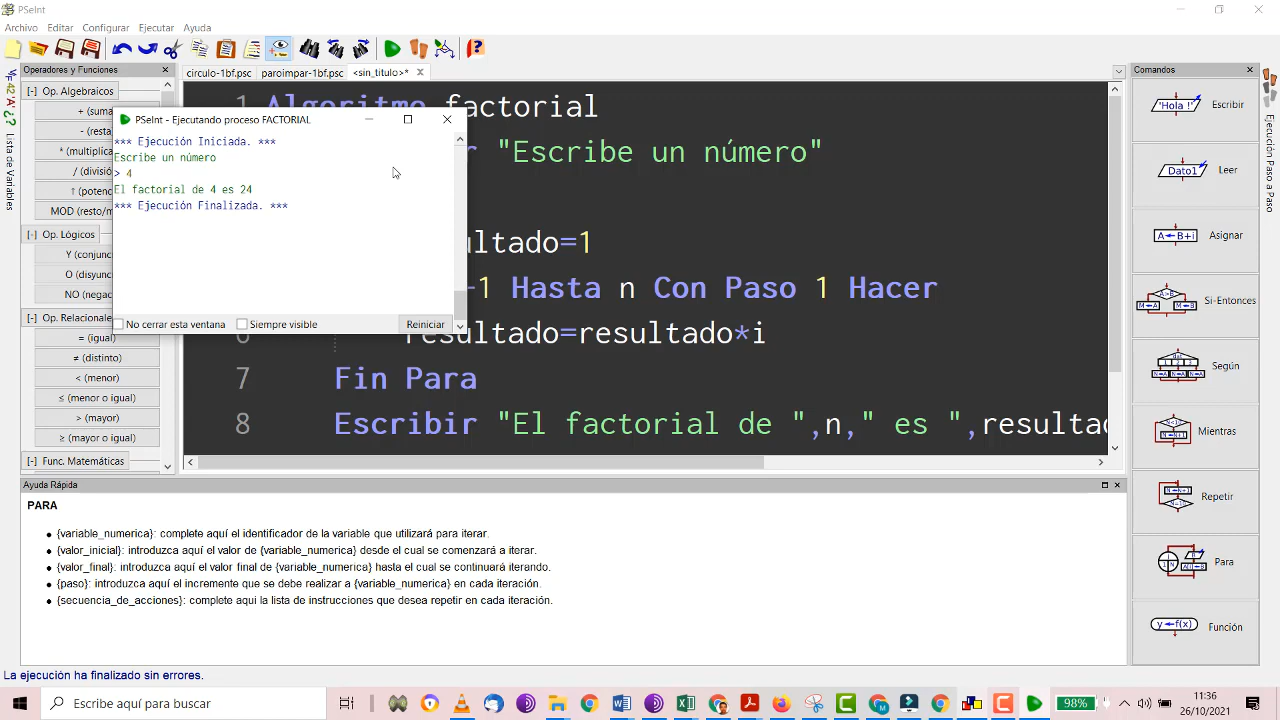 PSeInt
Archivo Editar Configurar Ejecutar Ayuda
Operadores y Funciones
[-] Op. Algebraicos
+ (suma
- (resta
* (multiplica
/ (divisió
↑ (potenc
MOD (resto/m
[-] Op. Lógicos
Y (conjunc
O (disyunc
NO (negac
[-] Op. Relacionale
= (igual)
≠ (distinto)
< (menor)
≤ (menor o igual)
> (mayor)
≥ (mayor o igual)
[-] Func. Matemáticas
Lista de Variables
circulo-1bf.psc paroimpar-1bf.psc <sin_titulo>*
1 Algoritmo factorial
"Escribe un número"
ultado=1
1 Hasta n Con Paso 1 Hacer
resultado=resultado*i
7 Fin Para
8 Escribir "El factorial de ",n," es ",resultad
PSeInt - Ejecutando proceso FACTORIAL
*** Ejecución Iniciada. ***
Escribe un número
> 4
El factorial de 4 es 24
*** Ejecución Finalizada. ***
No cerrar esta ventana Siempre visible Reiniciar
Comandos
'Hola !' Escribir
Dato1 Leer
A←B+i Asignar
Si-Entonces
Según
Mientras
Repetir
Para
y←f(x) Función
Ejecución Paso a Paso
Ayuda Rápida
PARA
{variable_numerica}: complete aquí el identificador de la variable que utilizará para iterar.
{valor_inicial}: introduzca aquí el valor de {variable_numerica} desde el cual se comenzará a iterar.
{valor_final}: introduzca aquí el valor final de {variable_numerica} hasta el cual se continuará iterando.
{paso}: introduzca aquí el incremento que se debe realizar a {variable_numerica} en cada iteración.
{secuencia_de_acciones}: complete aqui la lista de instrucciones que desea repetir en cada iteración.
La ejecución ha finalizado sin errores.
Escribe aquí para buscar
98%
11:36
26/10/2021